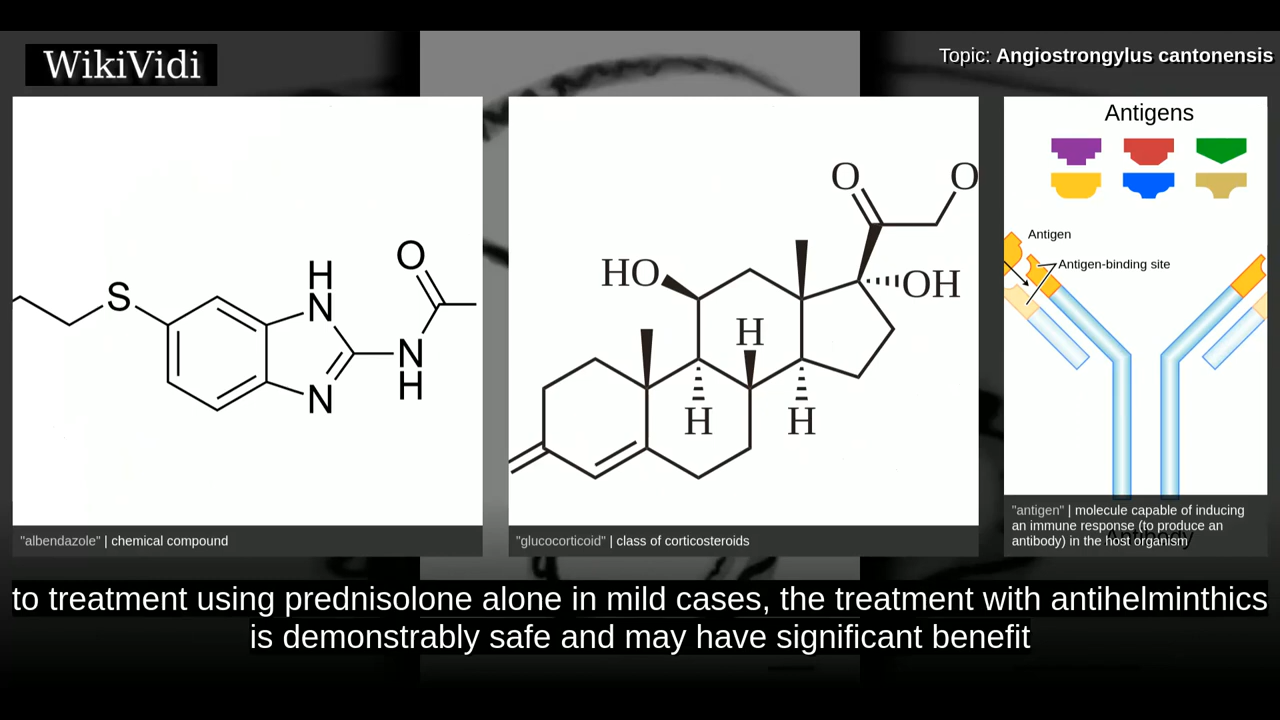 WikiVidi
Topic: Angiostrongylus cantonensis
S
H
N
N
N
H
O
O
O
HO
OH
H
H
H
Antigens
Antigen
Antigen-binding site
"albendazole" | chemical compound
"glucocorticoid" | class of corticosteroids
"antigen" | molecule capable of inducing
an immune response (to produce an
antibody) in the host organism
Antibody
to treatment using prednisolone alone in mild cases, the treatment with antihelminthics
is demonstrably safe and may have significant benefit